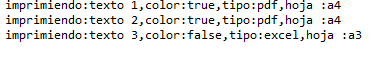 imprimiendo:texto 1,color:true,tipo:pdf,hoja :a4
imprimiendo:texto 2,color:true,tipo:pdf,hoja :a4
imprimiendo:texto 3,color:false,tipo:excel,hoja :a3